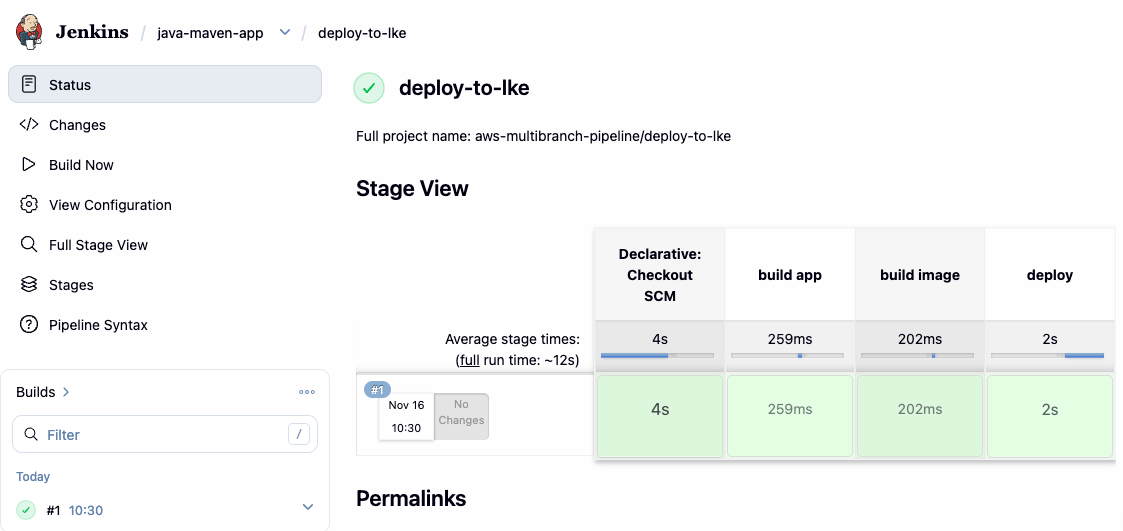 Jenkins / java-maven-app / deploy-to-lke
Status
Changes
Build Now
View Configuration
Full Stage View
Stages
Pipeline Syntax
Builds
Filter /
Today
#1 10:30
deploy-to-lke
Full project name: aws-multibranch-pipeline/deploy-to-lke
Stage View
Declarative:
Checkout
SCM
build app
build image
deploy
Average stage times:
(full run time: ~12s)
4s 259ms 202ms 2s
#1
Nov 16
10:30
No
Changes
4s 259ms 202ms 2s
Permalinks